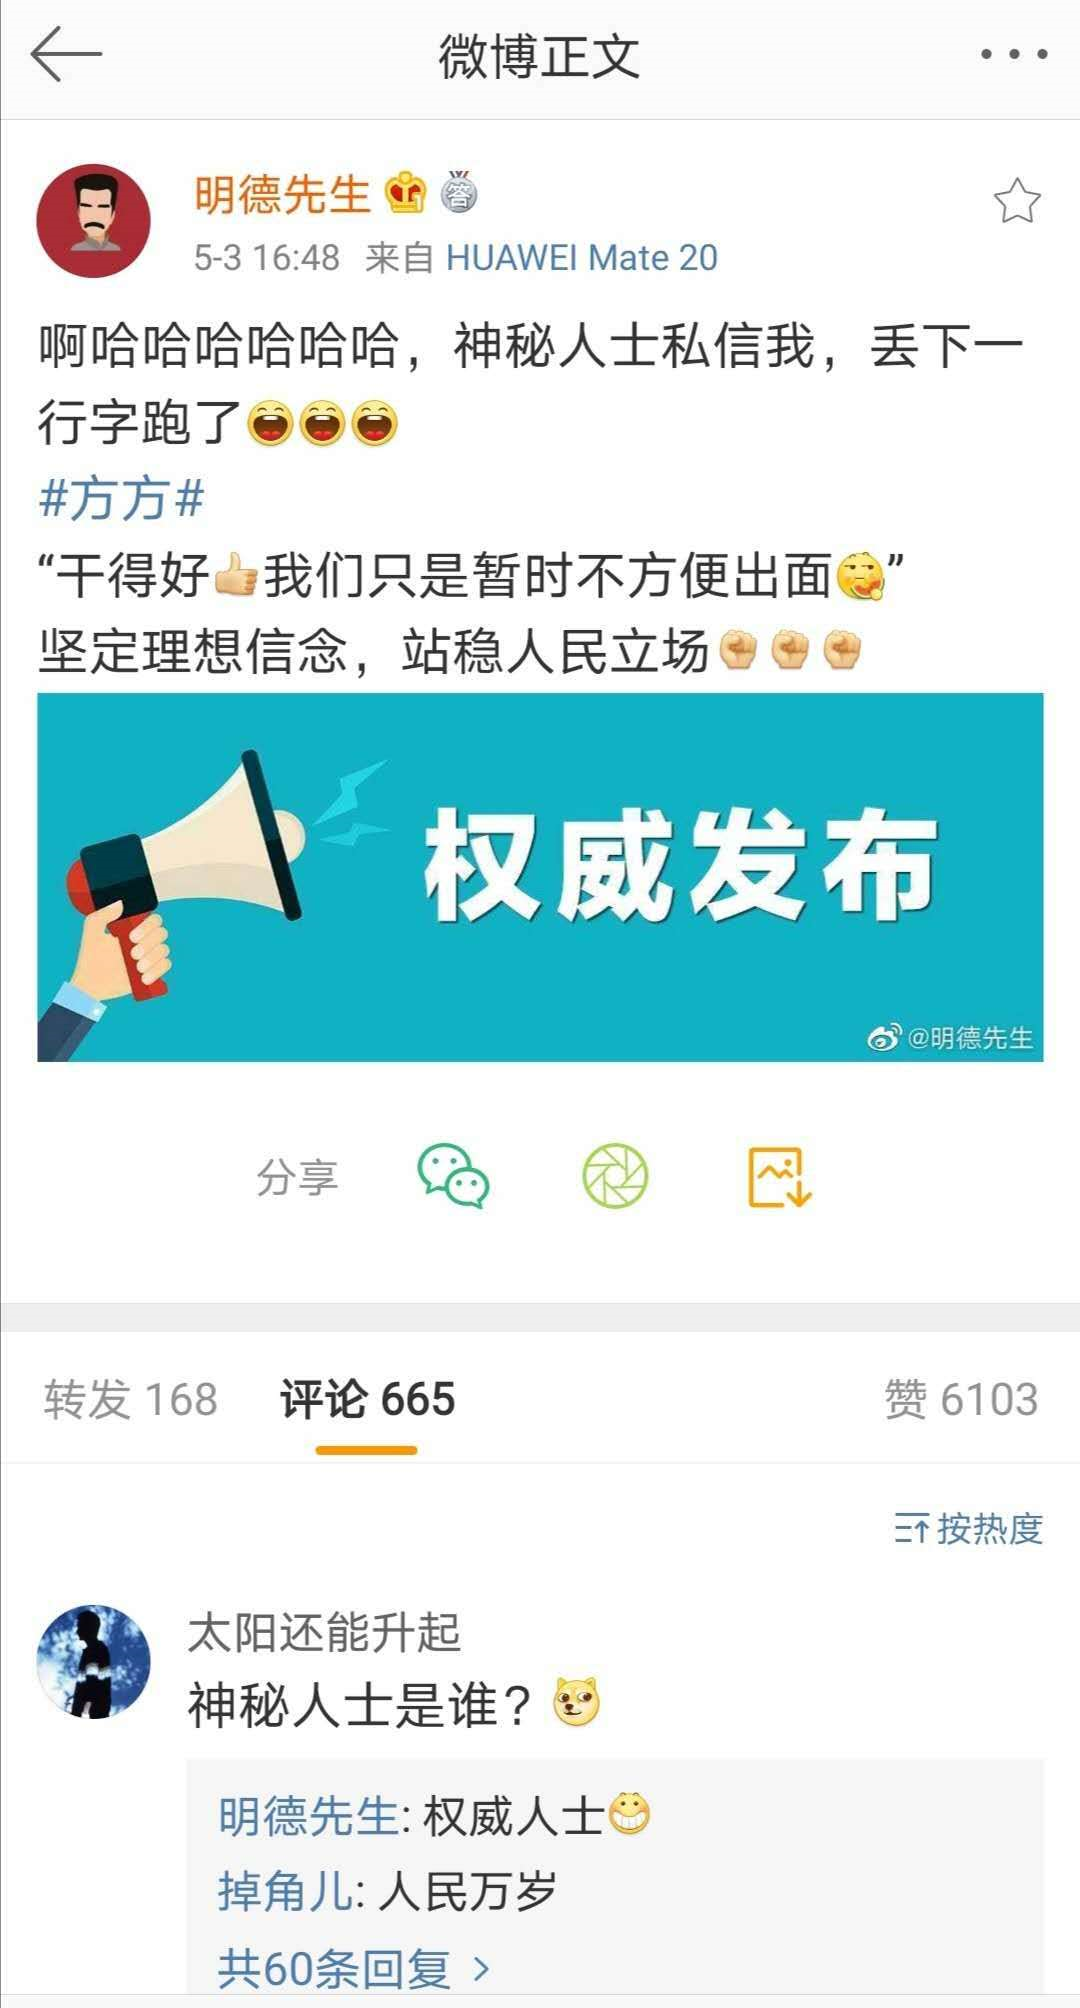 微博正文
明德先生
答
5-3 16:48 来自 HUAWEI Mate 20
啊哈哈哈哈哈哈，神秘人士私信我，丢下一
行字跑了
#方方#
“干得好我们只是暂时不方便出面”
坚定理想信念，站稳人民立场
权威发布
@明德先生
分享
转发 168 评论 665 赞 6103
按热度
太阳还能升起
神秘人士是谁？
明德先生: 权威人士
掉角儿: 人民万岁
共60条回复 >